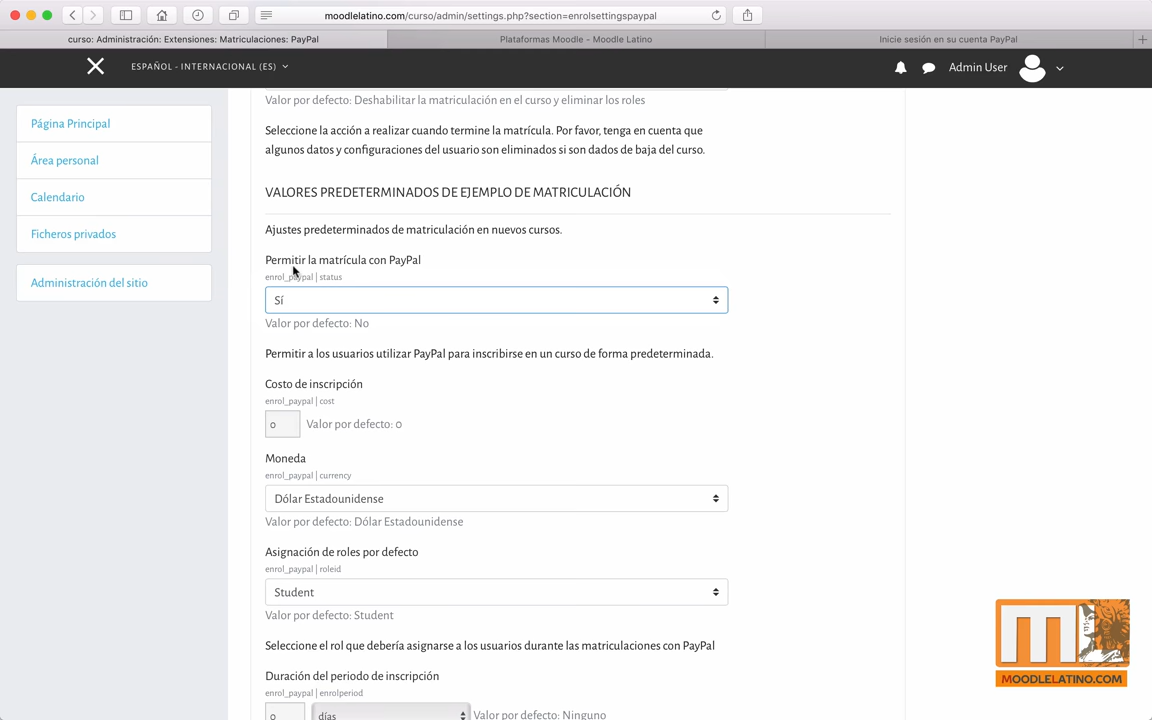 moodlelatino.com/curso/admin/settings.php?section=enrolsettingspaypal
curso: Administración: Extensiones: Matriculaciones: PayPal
Plataformas Moodle - Moodle Latino
Inicie sesión en su cuenta PayPal
ESPAÑOL - INTERNACIONAL (ES)
Admin User
Página Principal
Área personal
Calendario
Ficheros privados
Administración del sitio
Valor por defecto: Deshabilitar la matriculación en el curso y eliminar los roles
Seleccione la acción a realizar cuando termine la matrícula. Por favor, tenga en cuenta que
algunos datos y configuraciones del usuario son eliminados si son dados de baja del curso.
VALORES PREDETERMINADOS DE EJEMPLO DE MATRICULACIÓN
Ajustes predeterminados de matriculación en nuevos cursos.
Permitir la matrícula con PayPal
enrol_paypal | status
Sí
Valor por defecto: No
Permitir a los usuarios utilizar PayPal para inscribirse en un curso de forma predeterminada.
Costo de inscripción
enrol_paypal | cost
0 Valor por defecto: 0
Moneda
enrol_paypal | currency
Dólar Estadounidense
Valor por defecto: Dólar Estadounidense
Asignación de roles por defecto
enrol_paypal | roleid
Student
Valor por defecto: Student
Seleccione el rol que debería asignarse a los usuarios durante las matriculaciones con PayPal
Duración del periodo de inscripción
enrol_paypal | enrolperiod
0 días Valor por defecto: Ninguno
M
MOODLELATINO.COM